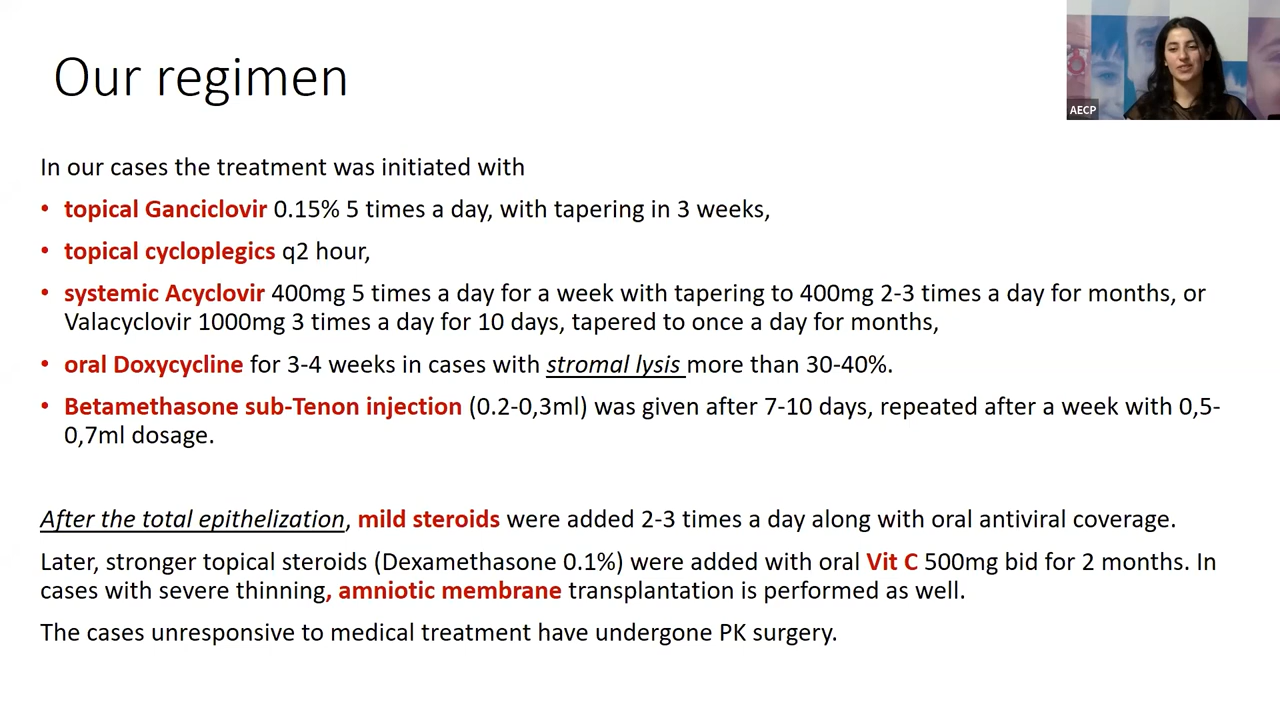 Our regimen
AECP
In our cases the treatment was initiated with
• topical Ganciclovir 0.15% 5 times a day, with tapering in 3 weeks,
• topical cycloplegics q2 hour,
• systemic Acyclovir 400mg 5 times a day for a week with tapering to 400mg 2-3 times a day for months, or
Valacyclovir 1000mg 3 times a day for 10 days, tapered to once a day for months,
• oral Doxycycline for 3-4 weeks in cases with stromal lysis more than 30-40%.
• Betamethasone sub-Tenon injection (0.2-0,3ml) was given after 7-10 days, repeated after a week with 0,5-
0,7ml dosage.
After the total epithelization, mild steroids were added 2-3 times a day along with oral antiviral coverage.
Later, stronger topical steroids (Dexamethasone 0.1%) were added with oral Vit C 500mg bid for 2 months. In
cases with severe thinning, amniotic membrane transplantation is performed as well.
The cases unresponsive to medical treatment have undergone PK surgery.